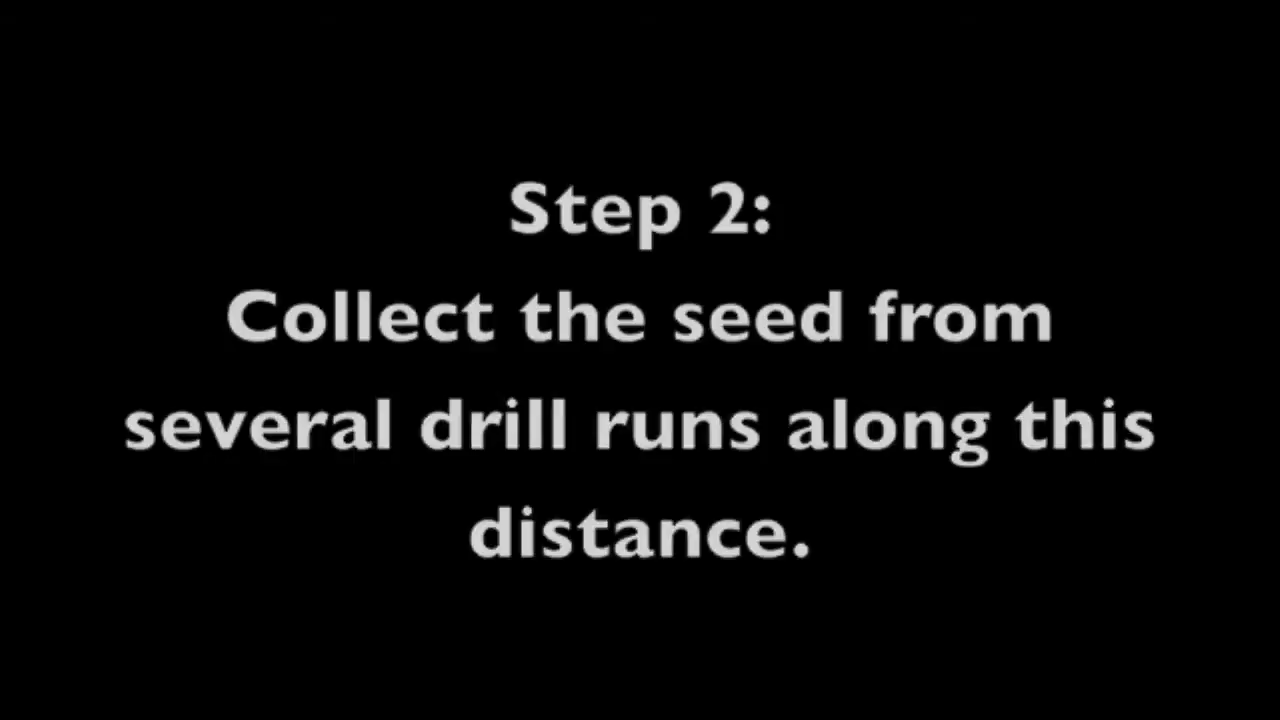 Step 2:
Collect the seed from
several drill runs along this
distance.